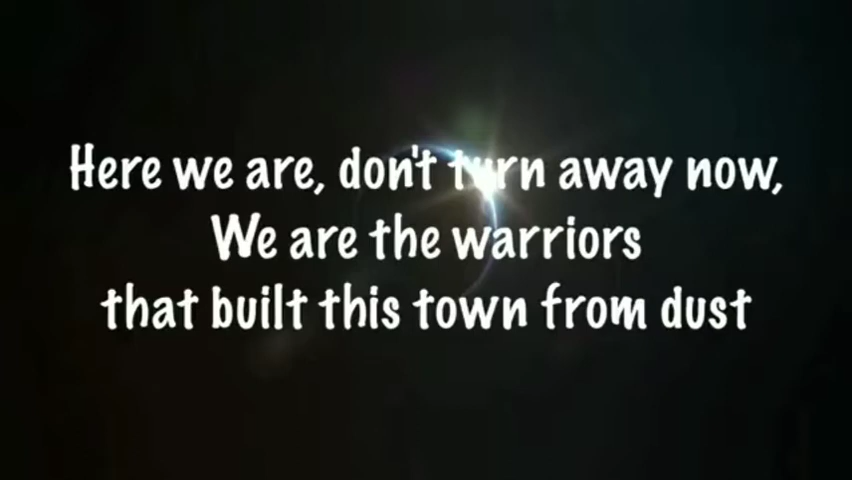 Here we are, don't turn away now,
We are the warriors
that built this town from dust